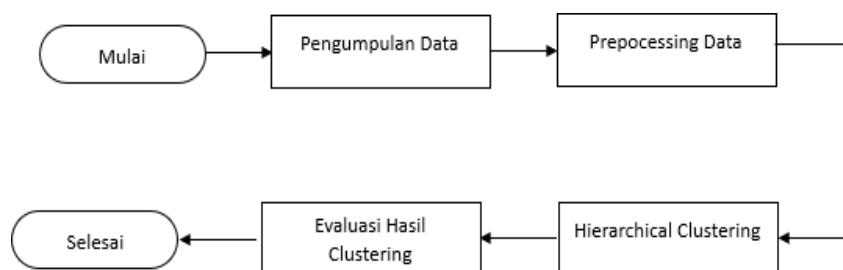 Mulai
Pengumpulan Data
Prepocessing Data
Hierarchical Clustering
Evaluasi Hasil
Clustering
Selesai